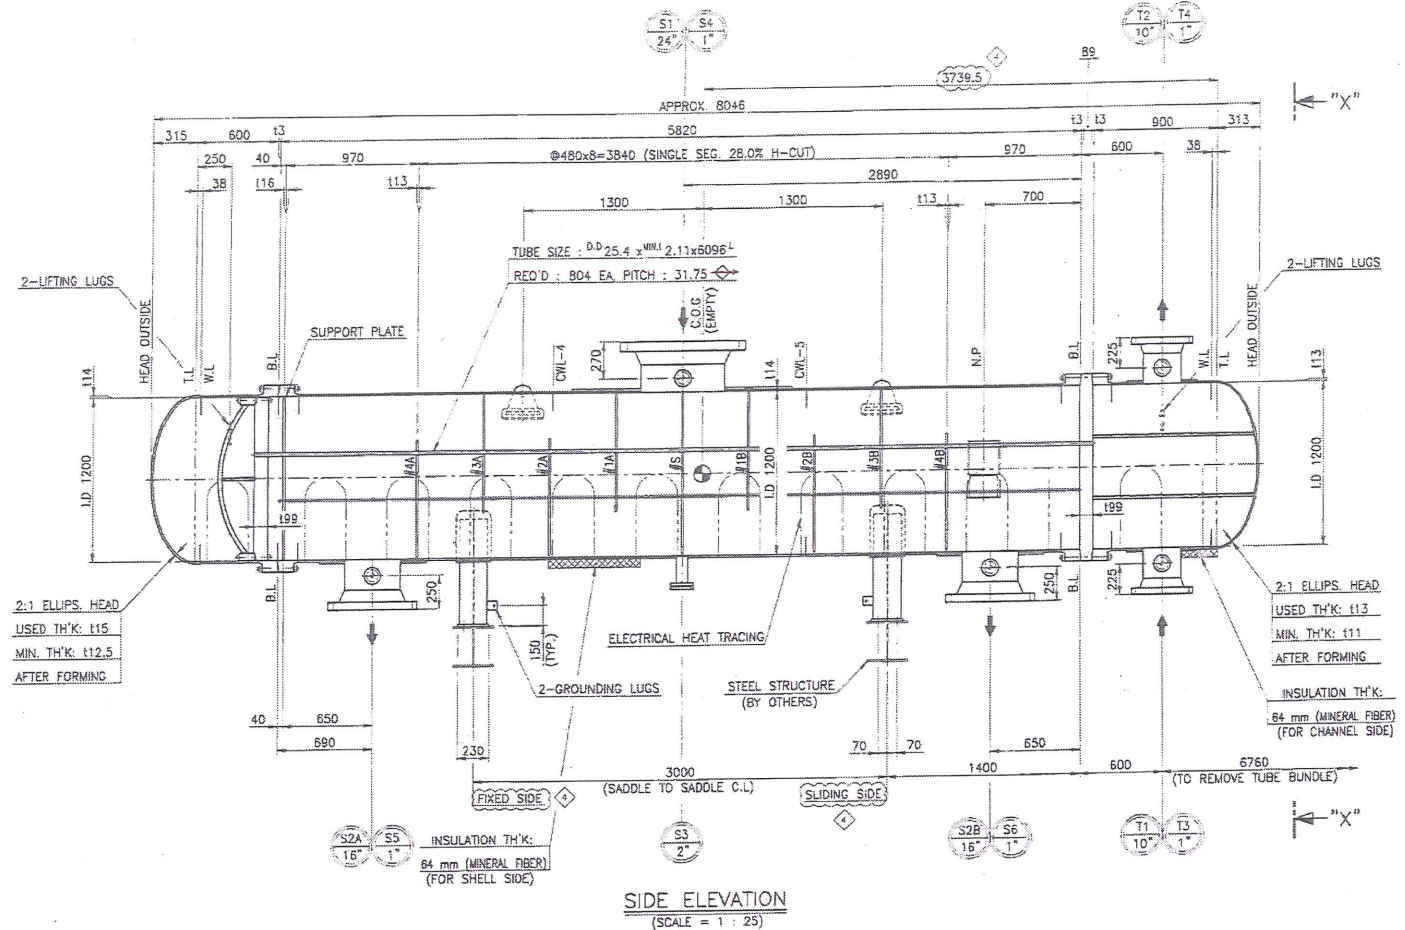 S1 S4
24" 1"
T2 T4
10" 1"
89
4
3739.5
"X"
APPROX. 8046
315 600 t3 5820 t3 t3 900 313
250 40 970 @480x8=3840 (SINGLE SEG. 28.0% H-CUT) 970 600 38
38 t16 t13 2890
1300 1300 t13 700
TUBE SIZE : O.D 25.4 x MIN. 2.11x6096 L
REQ'D : 804 EA, PITCH : 31.75
2-LIFTING LUGS
2-LIFTING LUGS
HEAD OUTSIDE
T.L
W.L
B.L
SUPPORT PLATE
C.O.G
(EMPTY)
CWL-4
270
t14
CWL-5
N.P
B.L
225
W.L
T.L
HEAD OUTSIDE
t13
t14
I.D 1200
#4A
#3A
#2A
#1A
#S
#1B
I.D 1200
#2B
#3B
#4B
I.D 1200
t99
t99
B.L
250
250
B.L
225
2:1 ELLIPS. HEAD
USED TH'K: t15
MIN. TH'K: t12.5
AFTER FORMING
2:1 ELLIPS. HEAD
USED TH'K: t13
MIN. TH'K: t11
AFTER FORMING
150
(TYP.)
ELECTRICAL HEAT TRACING
2-GROUNDING LUGS
STEEL STRUCTURE
(BY OTHERS)
INSULATION TH'K:
64 mm (MINERAL FIBER)
(FOR CHANNEL SIDE)
40 650
690
230
70 70
650
3000
(SADDLE TO SADDLE C.L)
1400 600 6760
(TO REMOVE TUBE BUNDLE)
FIXED SIDE 4
SLIDING SIDE
4
"X"
S2A S5
16" 1"
INSULATION TH'K:
64 mm (MINERAL FIBER)
(FOR SHELL SIDE)
S3
2"
S2B S6
16" 1"
T1 T3
10" 1"
SIDE ELEVATION
(SCALE = 1 : 25)